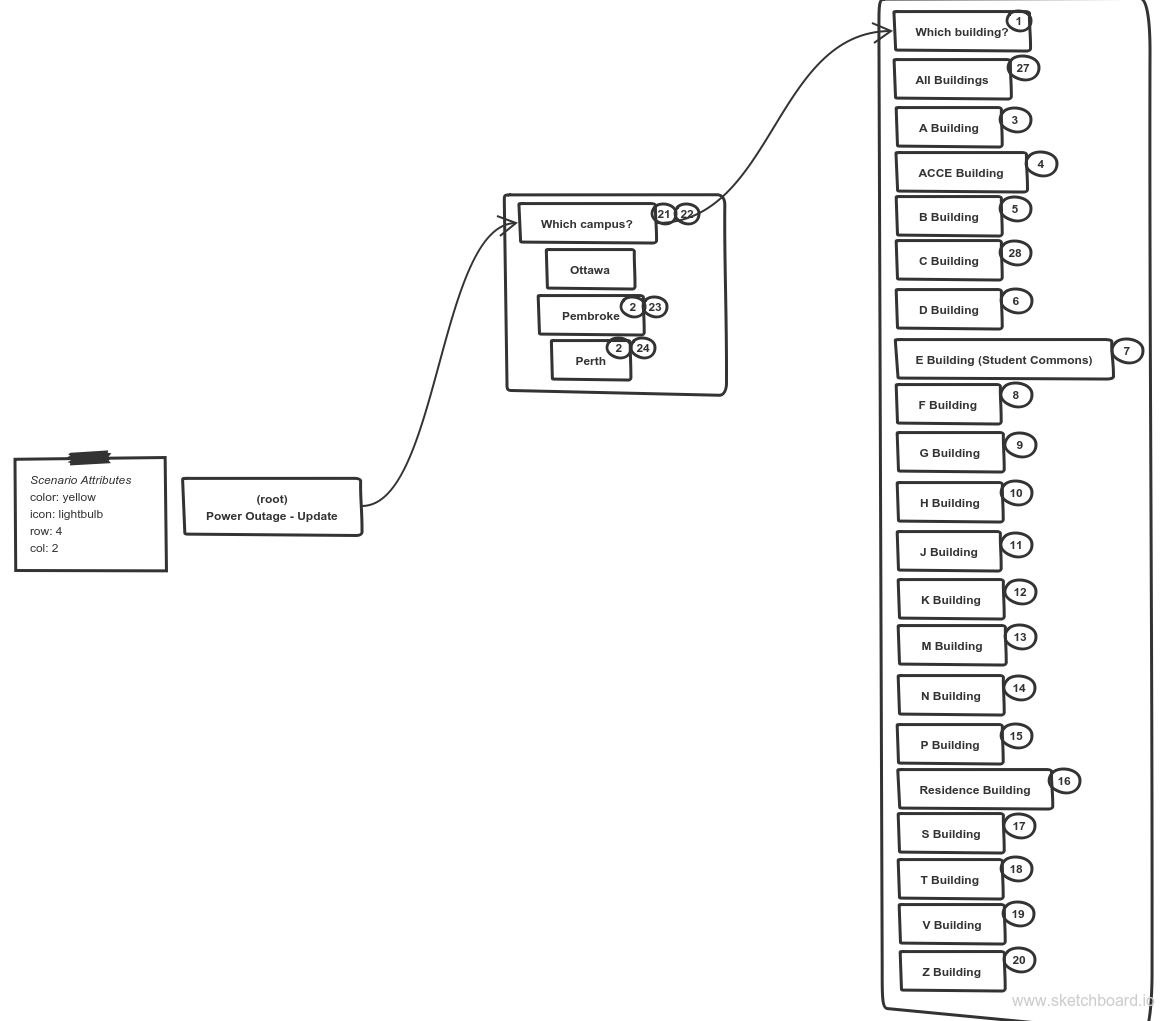 Scenario Attributes
color: yellow
icon: lightbulb
row: 4
col: 2
(root)
Power Outage - Update
Which campus?
21
22
Ottawa
Pembroke
2
23
Perth
2
24
Which building?
1
All Buildings
27
A Building
3
ACCE Building
4
B Building
5
C Building
28
D Building
6
E Building (Student Commons)
7
F Building
8
G Building
9
H Building
10
J Building
11
K Building
12
M Building
13
N Building
14
P Building
15
Residence Building
16
S Building
17
T Building
18
V Building
19
Z Building
20
www.sketchboard.io